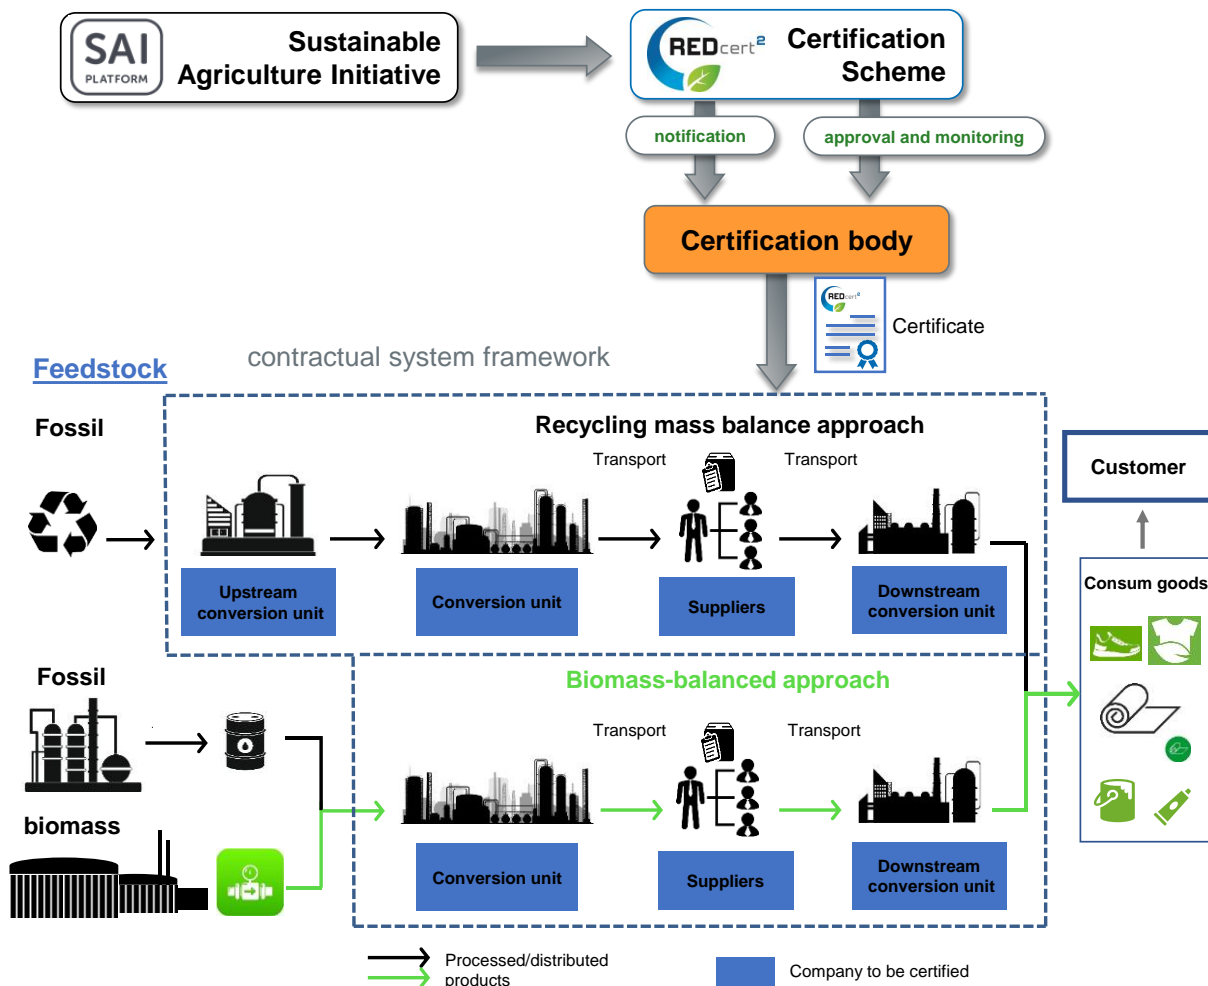 SAI
PLATFORM
Sustainable
Agriculture Initiative
REDcert²
Certification
Scheme
notification
approval and monitoring
Certification body
REDcert²
Certificate
contractual system framework
Feedstock
Fossil
Recycling mass balance approach
Transport
Transport
Customer
Upstream
conversion unit
Conversion unit
Suppliers
Downstream
conversion unit
Consum goods
Fossil
Biomass-balanced approach
Transport
Transport
biomass
Conversion unit
Suppliers
Downstream
conversion unit
Processed/distributed
products
Company to be certified